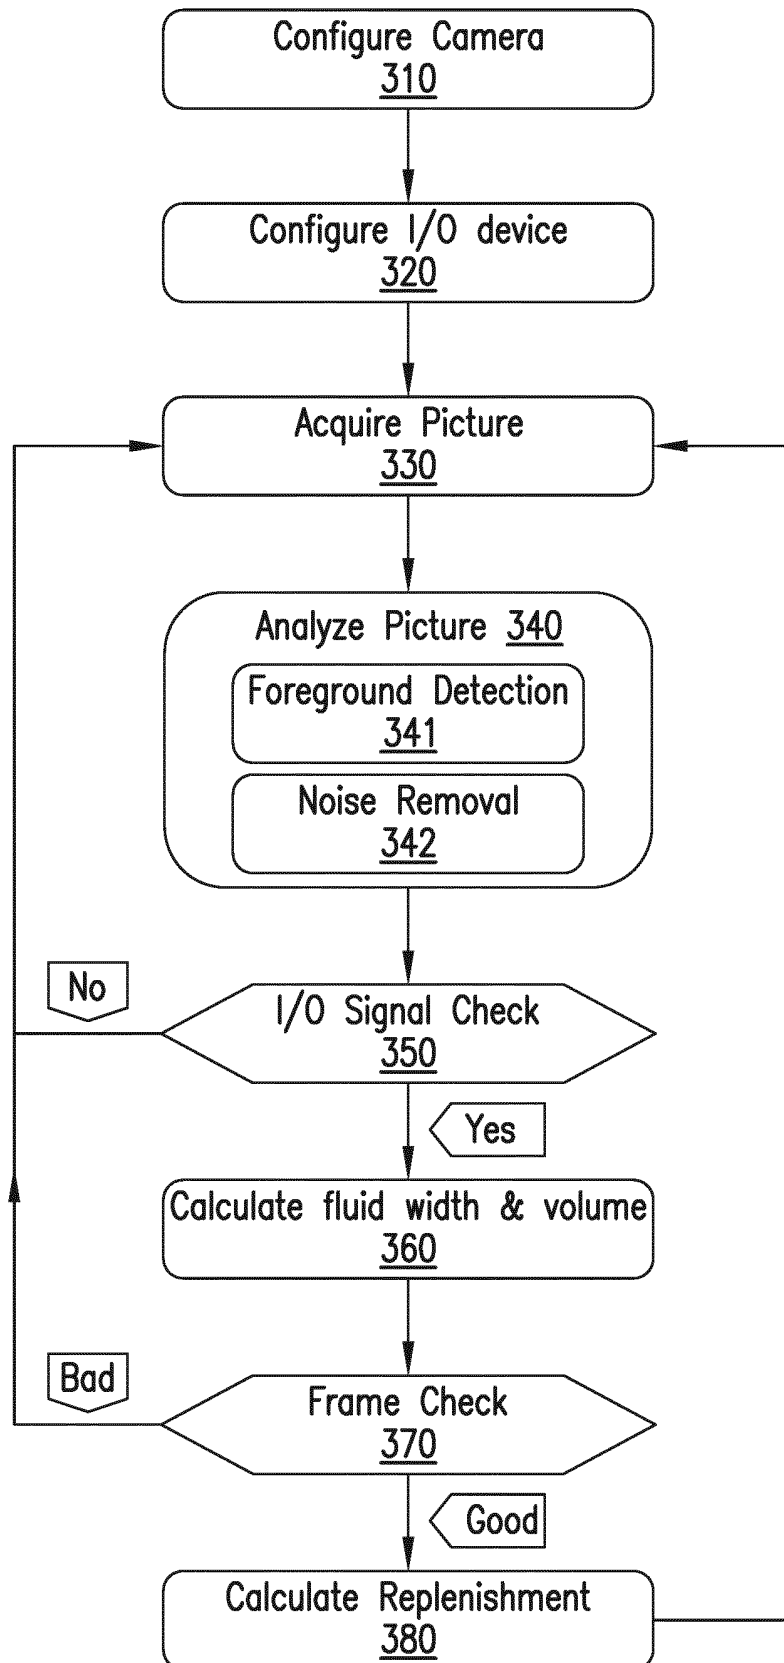 Configure Camera
310
Configure I/O device
320
Acquire Picture
330
Analyze Picture 340
Foreground Detection
341
Noise Removal
342
No
I/O Signal Check
350
Yes
Calculate fluid width & volume
360
Bad
Frame Check
370
Good
Calculate Replenishment
380